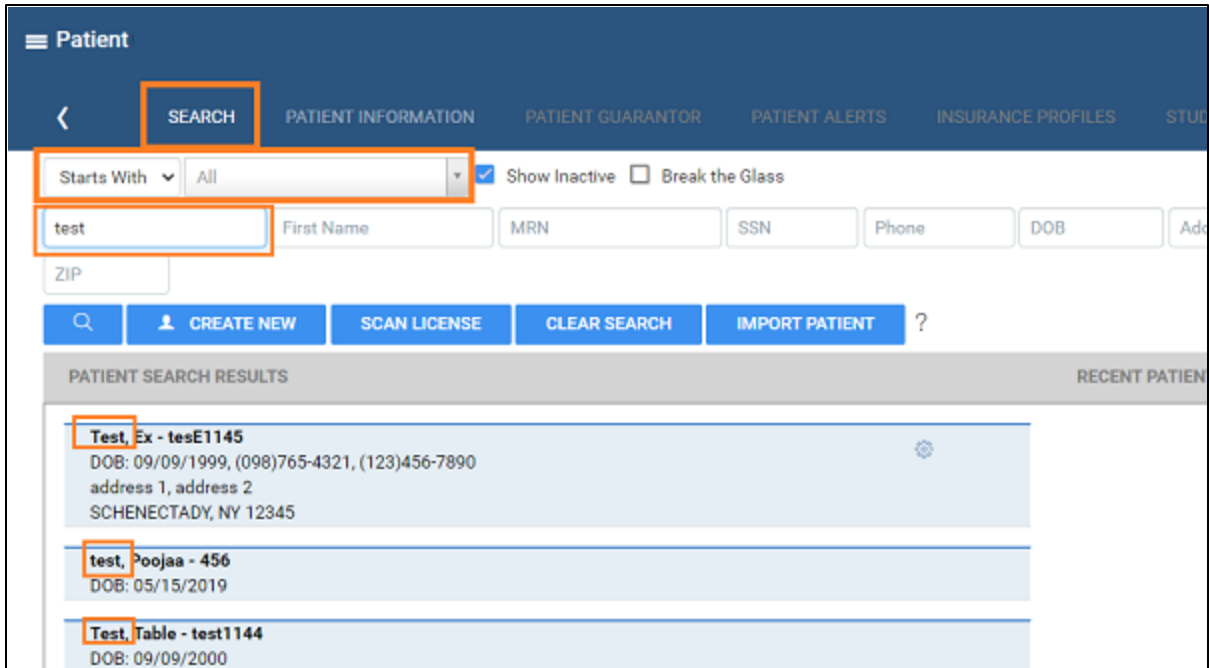 Patient
SEARCH PATIENT INFORMATION PATIENT GUARANTOR PATIENT ALERTS INSURANCE PROFILES
Starts With All Show Inactive Break the Glass
test First Name MRN SSN Phone DOB
ZIP
CREATE NEW SCAN LICENSE CLEAR SEARCH IMPORT PATIENT ?
PATIENT SEARCH RESULTS RECENT
Test, Ex - tesE1145
DOB: 09/09/1999, (098)765-4321, (123)456-7890
address 1, address 2
SCHENECTADY, NY 12345
test, Poojaa - 456
DOB: 05/15/2019
Test, Table - test1144
DOB: 09/09/2000